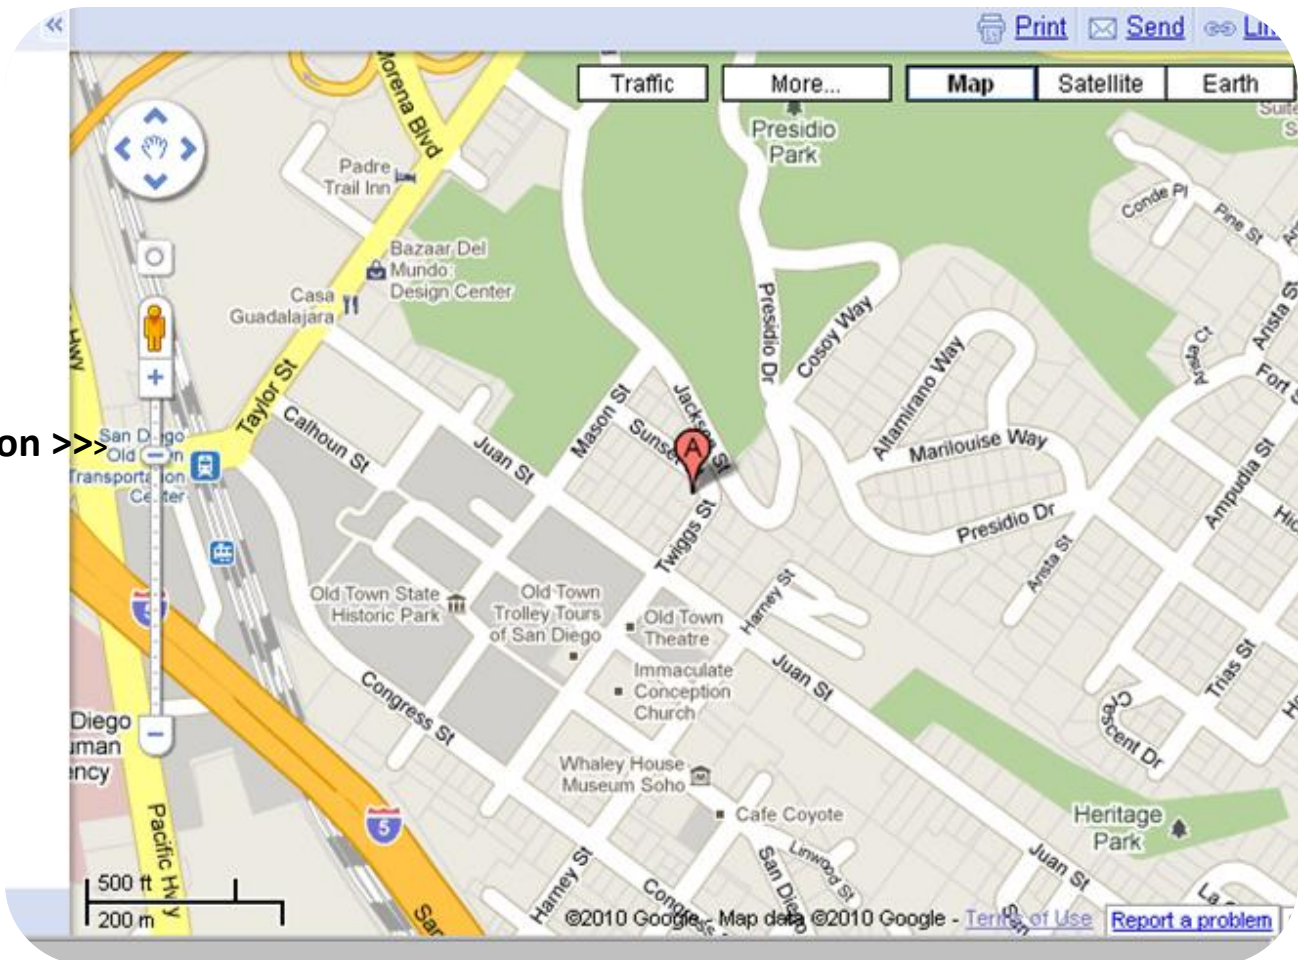 «
Print
Send
Traffic
More...
Map
Satellite
Earth
Morena Blvd
Presidio
Park
Padre
Trail Inn
Conde Pl
Pine St
Bazaar Del
Mundo:
Design Center
Casa
Guadalajara
Presidio Dr
Cosoy Way
Arista St
Arista Ct
Hwy
Taylor St
Altamirano Way
Mason St
Jackson St
Sunset
A
Calhoun St
Juan St
Marilouise Way
on >>>
San Diego
Old
Transportation
Center
Ampudia St
Twiggs St
Presidio Dr
Arista St
Harney St
5
Old Town State
Historic Park
Old Town
Trolley Tours
of San Diego
Old Town
Theatre
Immaculate
Conception
Church
Juan St
Trias St
Congress St
Crescent Dr
Diego
uman
ency
Whaley House
Museum Soho
Cafe Coyote
Heritage
Park
5
Pacific Hwy
Linwood St
Juan St
500 ft
200 m
Harney St
Congress
San Diego
San
©2010 Google - Map data ©2010 Google - Terms of Use
Report a problem